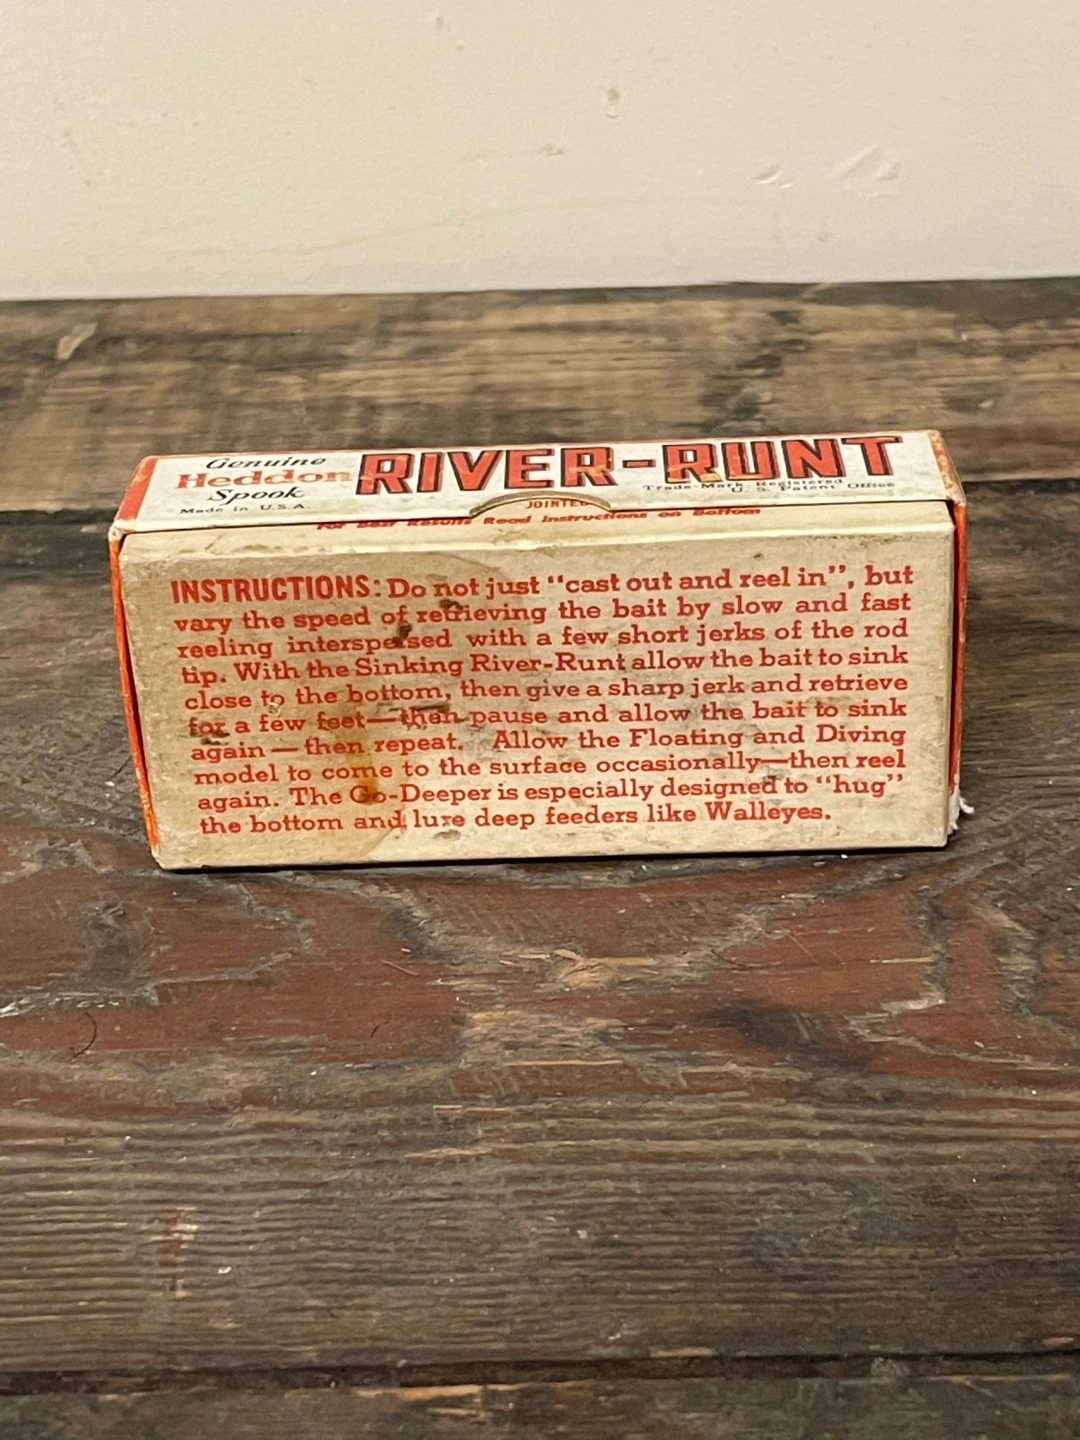 Genuine
Heddon
Spook
Made in U.S.A.
RIVER-RUNT
Trade-Mark Registered
U. S. Patent Office
JOINTED
For Best Results Read Instructions on Bottom
INSTRUCTIONS: Do not just “cast out and reel in”, but
vary the speed of retrieving the bait by slow and fast
reeling interspersed with a few short jerks of the rod
tip. With the Sinking River-Runt allow the bait to sink
close to the bottom, then give a sharp jerk and retrieve
for a few feet—then pause and allow the bait to sink
again — then repeat. Allow the Floating and Diving
model to come to the surface occasionally—then reel
again. The Go-Deeper is especially designed to “hug”
the bottom and lure deep feeders like Walleyes.